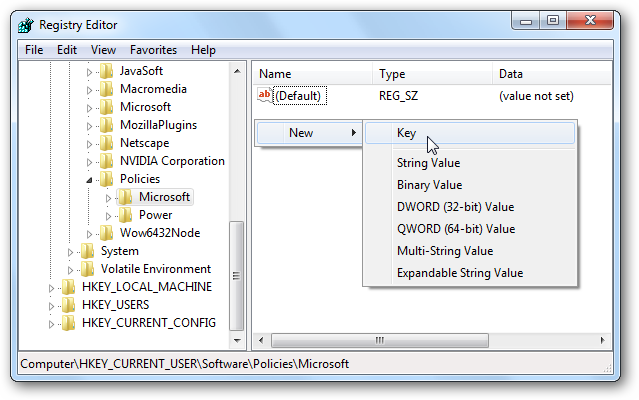 Registry Editor
File Edit View Favorites Help
JavaSoft
Macromedia
Microsoft
MozillaPlugins
Netscape
NVIDIA Corporation
Policies
Microsoft
Power
Wow6432Node
System
Volatile Environment
HKEY_LOCAL_MACHINE
HKEY_USERS
HKEY_CURRENT_CONFIG
Name Type Data
ab (Default) REG_SZ (value not set)
New
Key
String Value
Binary Value
DWORD (32-bit) Value
QWORD (64-bit) Value
Multi-String Value
Expandable String Value
Computer\HKEY_CURRENT_USER\Software\Policies\Microsoft